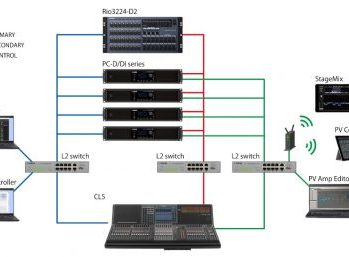 Rio3224-D2
MARY
CONDARY
PC-D/DI series
NTROL
StageMix
L2 switch
L2 switch
L2 switch
PV C
roller
CL5
PV Amp Editor